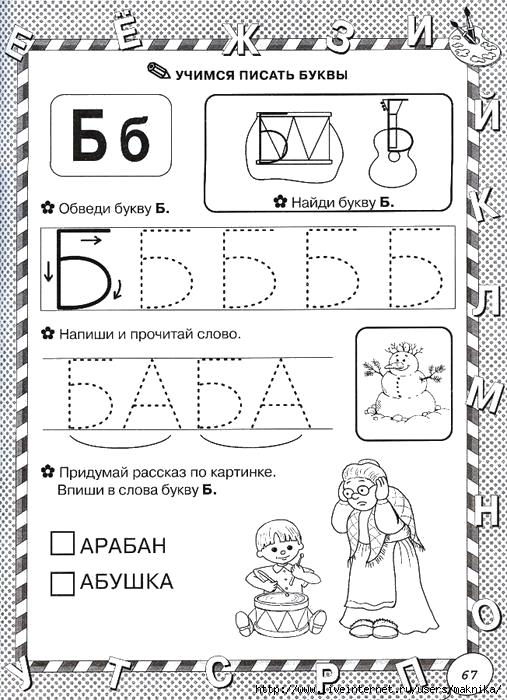 Е Ё Ж З И
УЧИМСЯ ПИСАТЬ БУКВЫ
Б б
Найди букву Б.
Обведи букву Б.
Б Б Б Б Б
Напиши и прочитай слово.
БАБА
Придумай рассказ по картинке.
Впиши в слова букву Б.
АРАБАН
АБУШКА
Й
К
Л
М
Н
О
У Т С Р П
67
http://www.liveinternet.ru/users/maknika/